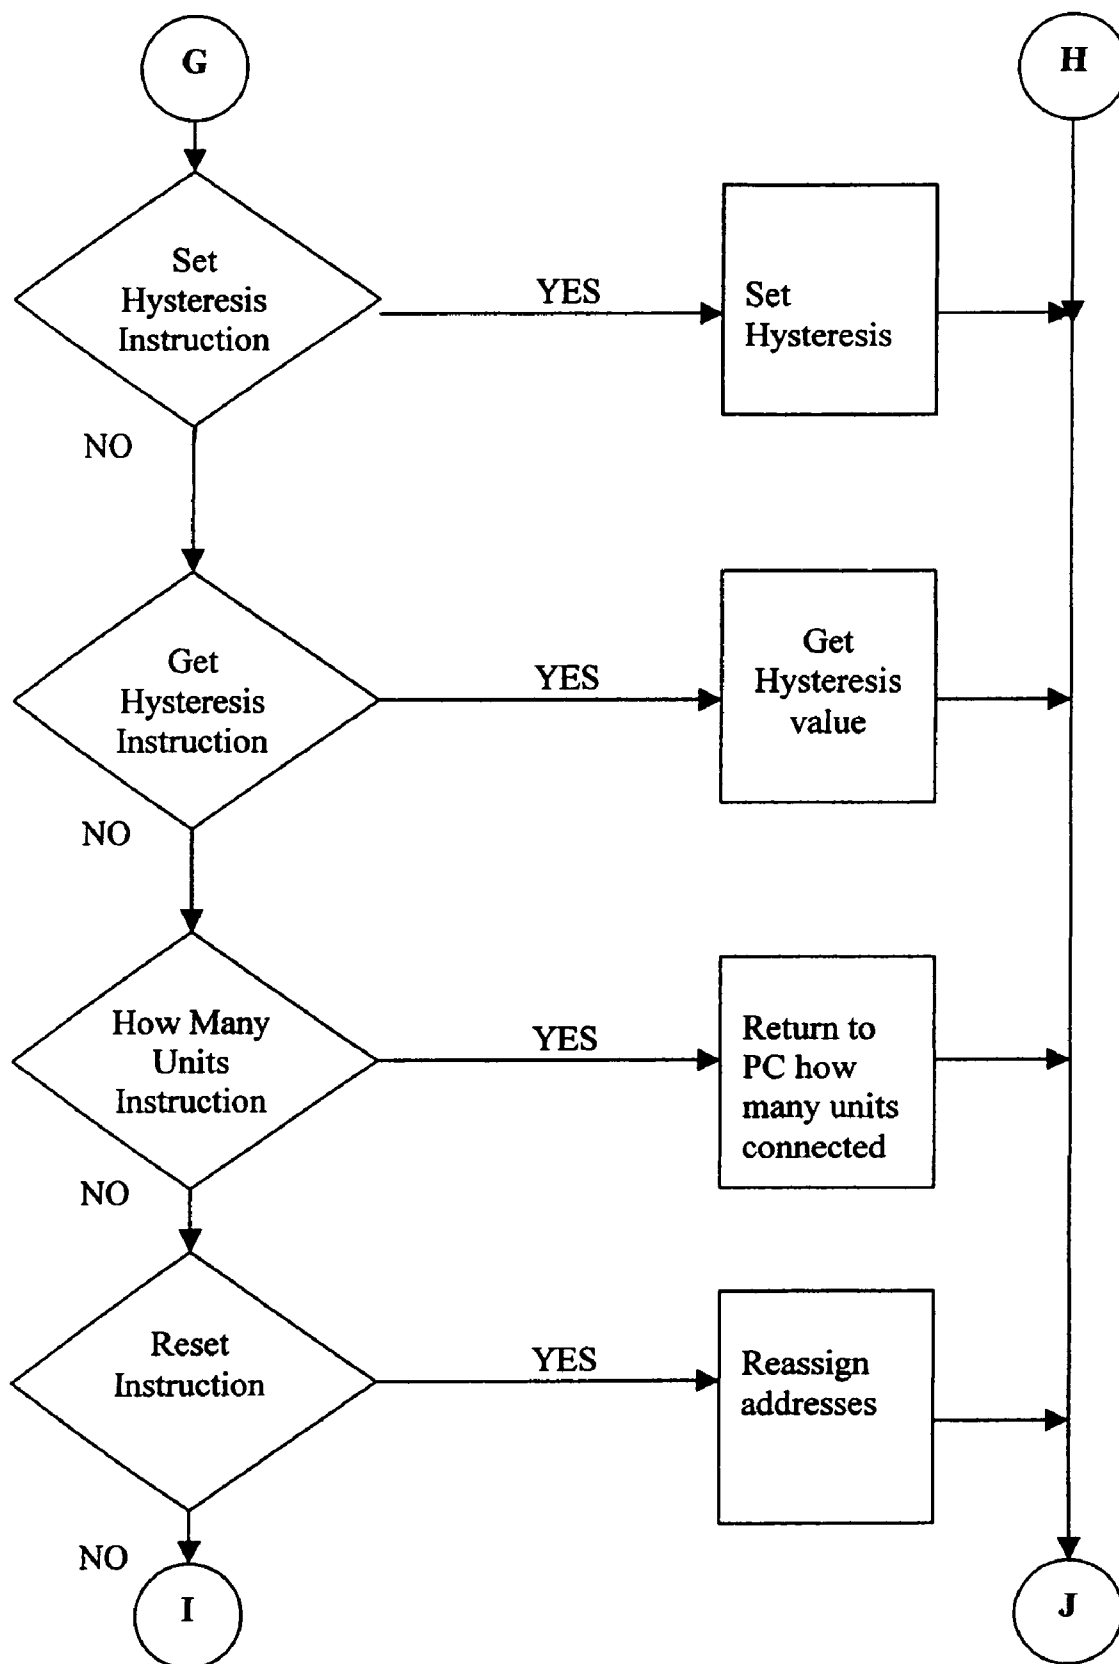 G
H
Set
Hysteresis
Instruction
YES
Set
Hysteresis
NO
Get
Hysteresis
Instruction
YES
Get
Hysteresis
value
NO
How Many
Units
Instruction
YES
Return to
PC how
many units
connected
NO
Reset
Instruction
YES
Reassign
addresses
NO
I
J